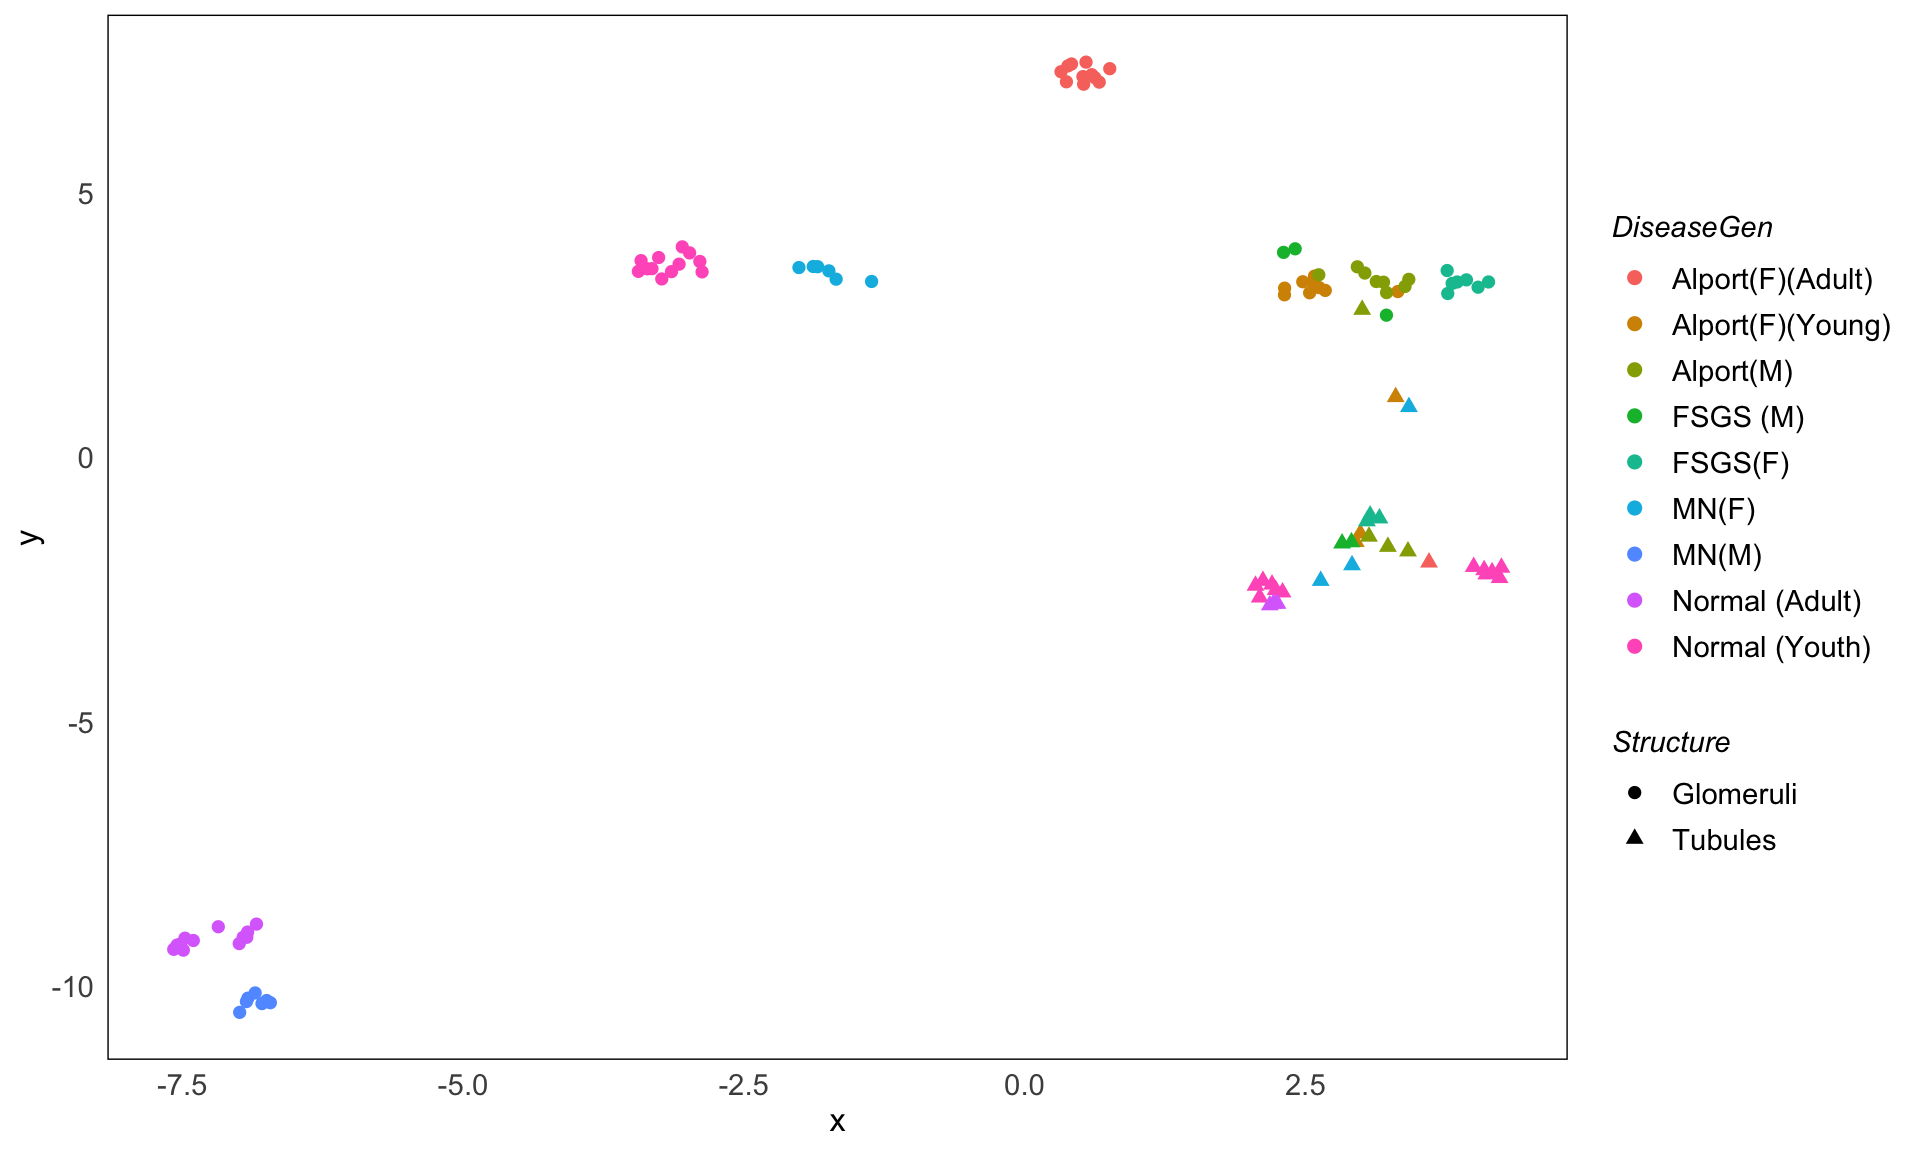 5
0
-5
-10
y
-7.5 -5.0 -2.5 0.0 2.5
x
DiseaseGen
Alport(F)(Adult)
Alport(F)(Young)
Alport(M)
FSGS (M)
FSGS(F)
MN(F)
MN(M)
Normal (Adult)
Normal (Youth)
Structure
Glomeruli
Tubules